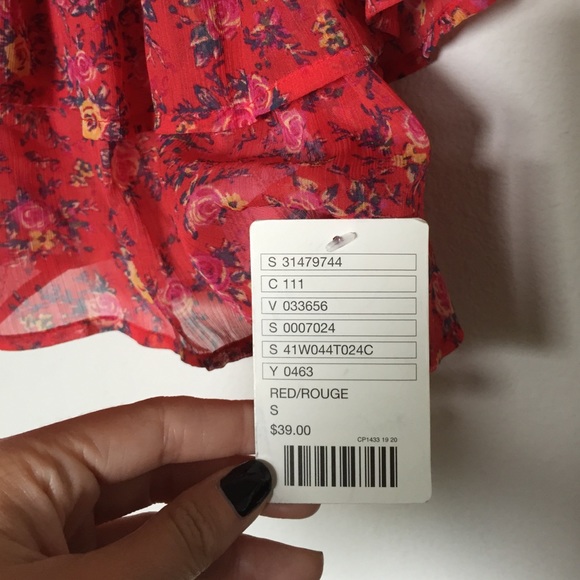 S 31479744
C 111
V 033656
S 0007024
S 41W044T024C
Y 0463
RED/ROUGE
S
$39.00
CP1433 19 20